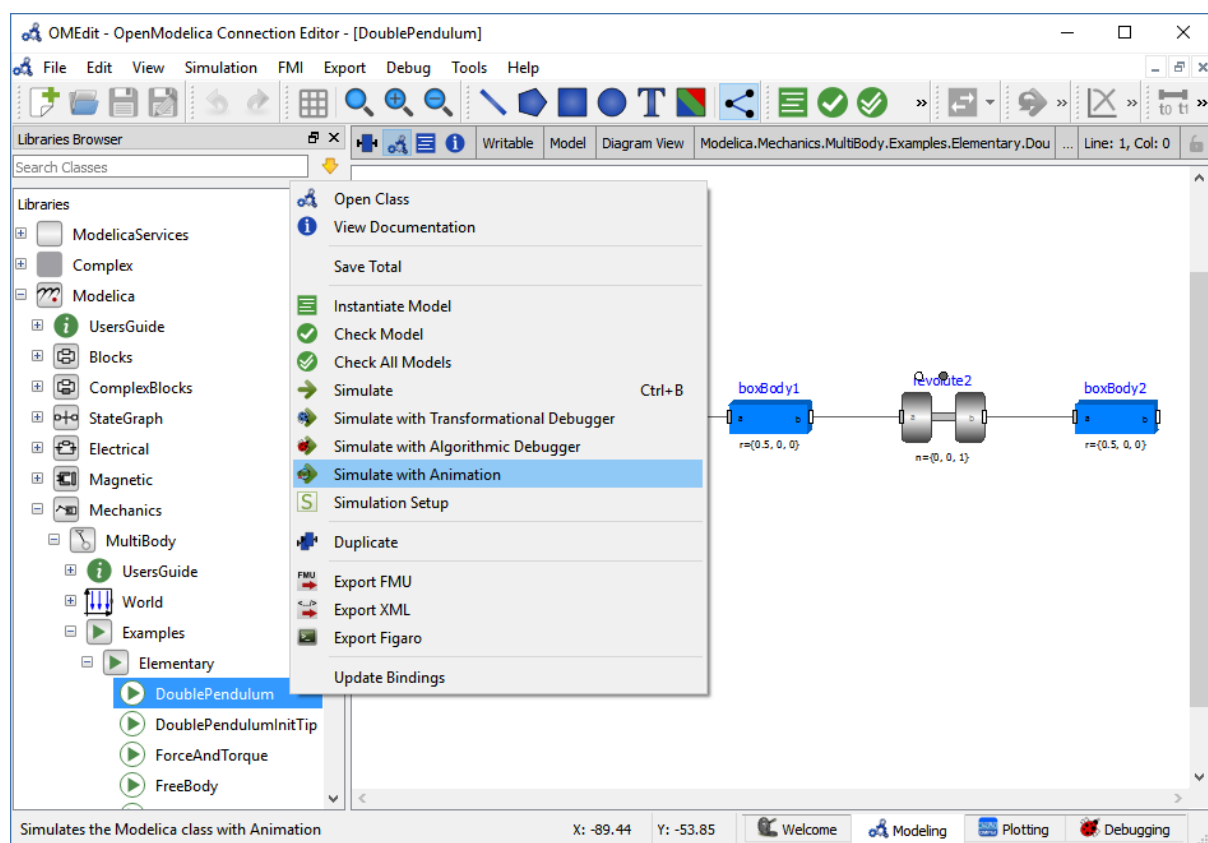 OMEdit - OpenModelica Connection Editor - [DoublePendulum]
File Edit View Simulation FMI Export Debug Tools Help
T » » » to t1 »
Libraries Browser
Writable Model Diagram View Modelica.Mechanics.MultiBody.Examples.Elementary.Dou ... Line: 1, Col: 0
Search Classes
Libraries
ModelicaServices
Complex
Modelica
UsersGuide
Blocks
ComplexBlocks
StateGraph
Electrical
Magnetic
Mechanics
MultiBody
UsersGuide
World
Examples
Elementary
DoublePendulum
DoublePendulumInitTip
ForceAndTorque
FreeBody
Open Class
View Documentation
Save Total
Instantiate Model
Check Model
Check All Models
Simulate Ctrl+B
Simulate with Transformational Debugger
Simulate with Algorithmic Debugger
Simulate with Animation
S Simulation Setup
Duplicate
FMU Export FMU
Export XML
Export Figaro
Update Bindings
boxBody1 revolute2 boxBody2
a b a b a b
r={0.5, 0, 0} n={0, 0, 1} r={0.5, 0, 0}
Simulates the Modelica class with Animation X: -89.44 Y: -53.85 Welcome Modeling Plotting Debugging